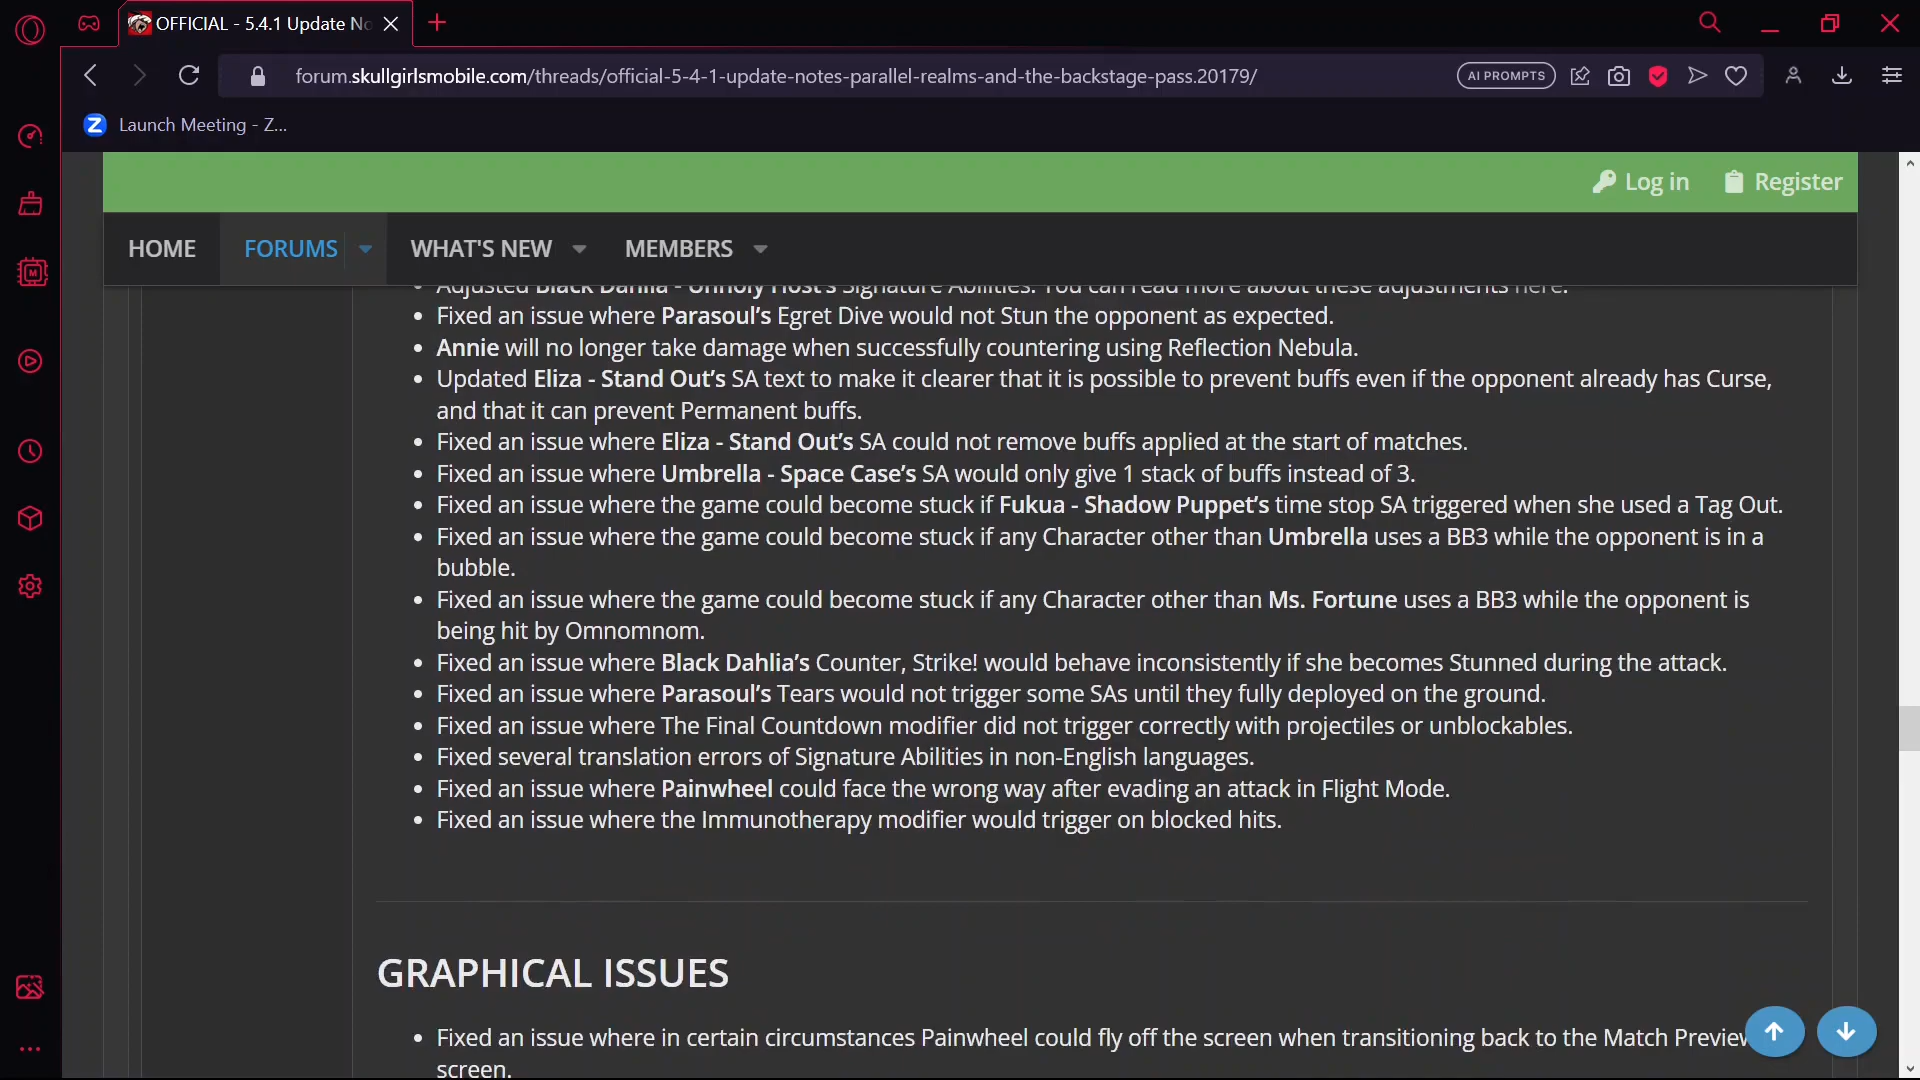 OFFICIAL - 5.4.1 Update No
forum.skullgirlsmobile.com/threads/official-5-4-1-update-notes-parallel-realms-and-the-backstage-pass.20179/
AI PROMPTS
Z
Launch Meeting - Z...
Log in
Register
HOME
FORUMS
WHAT'S NEW
MEMBERS
Adjusted Black Dahlia - Unholy Host's Signature Abilities. You can read more about these adjustments here.
Fixed an issue where Parasoul’s Egret Dive would not Stun the opponent as expected.
Annie will no longer take damage when successfully countering using Reflection Nebula.
Updated Eliza - Stand Out’s SA text to make it clearer that it is possible to prevent buffs even if the opponent already has Curse,
and that it can prevent Permanent buffs.
Fixed an issue where Eliza - Stand Out’s SA could not remove buffs applied at the start of matches.
Fixed an issue where Umbrella - Space Case’s SA would only give 1 stack of buffs instead of 3.
Fixed an issue where the game could become stuck if Fukua - Shadow Puppet’s time stop SA triggered when she used a Tag Out.
Fixed an issue where the game could become stuck if any Character other than Umbrella uses a BB3 while the opponent is in a
bubble.
Fixed an issue where the game could become stuck if any Character other than Ms. Fortune uses a BB3 while the opponent is
being hit by Omnomnom.
Fixed an issue where Black Dahlia’s Counter, Strike! would behave inconsistently if she becomes Stunned during the attack.
Fixed an issue where Parasoul’s Tears would not trigger some SAs until they fully deployed on the ground.
Fixed an issue where The Final Countdown modifier did not trigger correctly with projectiles or unblockables.
Fixed several translation errors of Signature Abilities in non-English languages.
Fixed an issue where Painwheel could face the wrong way after evading an attack in Flight Mode.
Fixed an issue where the Immunotherapy modifier would trigger on blocked hits.
GRAPHICAL ISSUES
Fixed an issue where in certain circumstances Painwheel could fly off the screen when transitioning back to the Match Preview
screen.